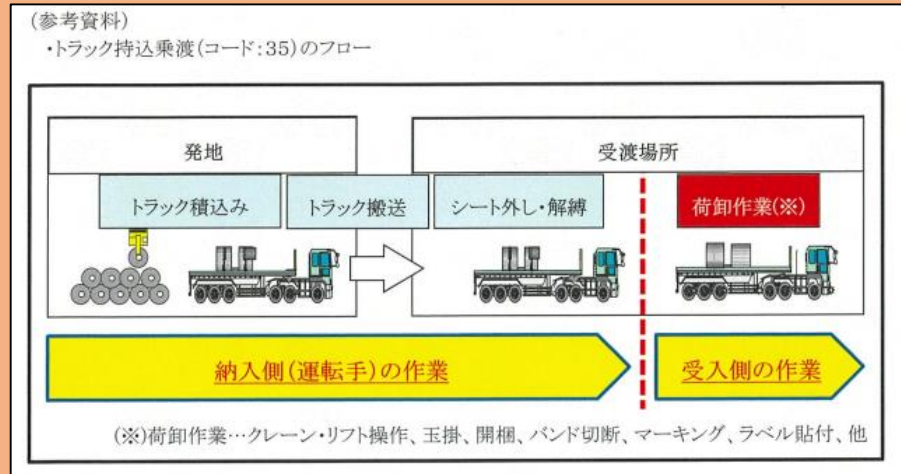 (参考資料)
・トラック持込乗渡(コード:35)のフロー
発地
受渡場所
トラック積込み
トラック搬送
シート外し・解縛
荷卸作業(※)
納入側(運転手)の作業
受入側の作業
(※)荷卸作業…クレーン・リフト操作、玉掛、開梱、バンド切断、マーキング、ラベル貼付、他